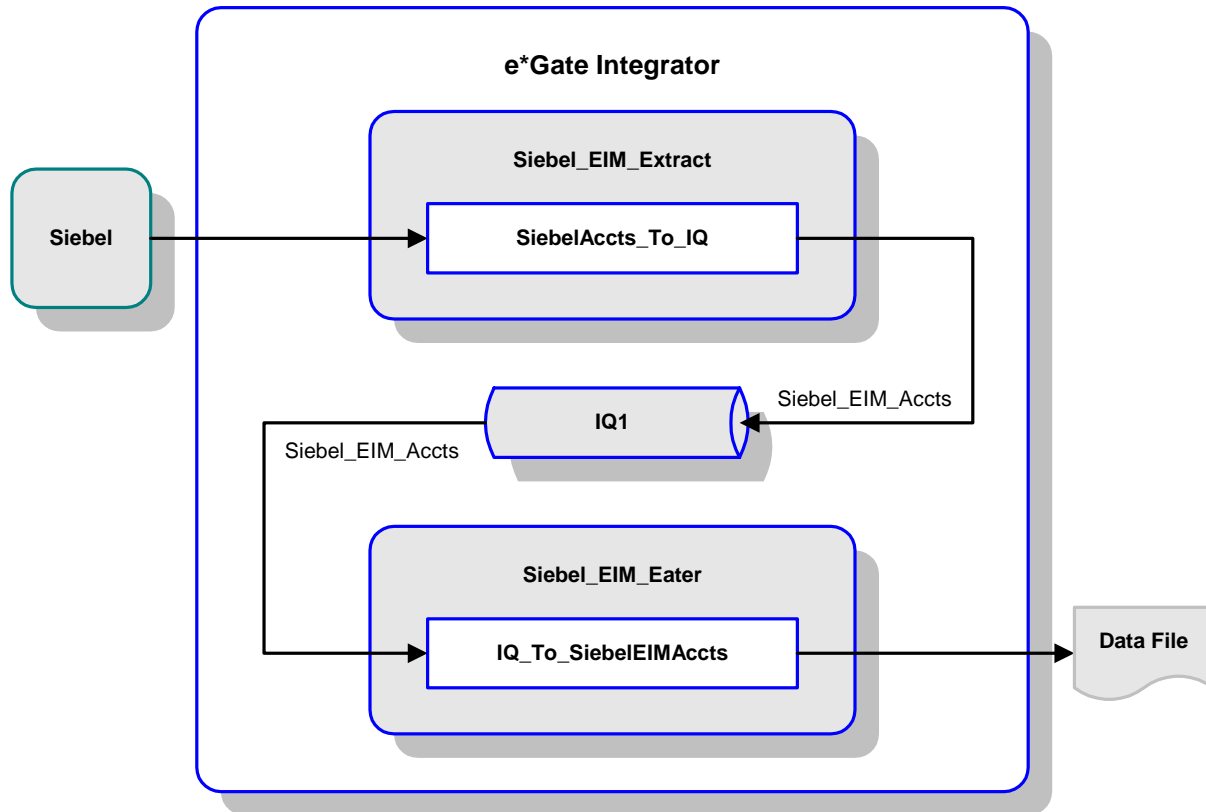 e*Gate Integrator
Siebel_EIM_Extract
Siebel
SiebelAccts_To_IQ
Siebel_EIM_Accts
IQ1
Siebel_EIM_Accts
Siebel_EIM_Eater
IQ_To_SiebelEIMAccts
Data File